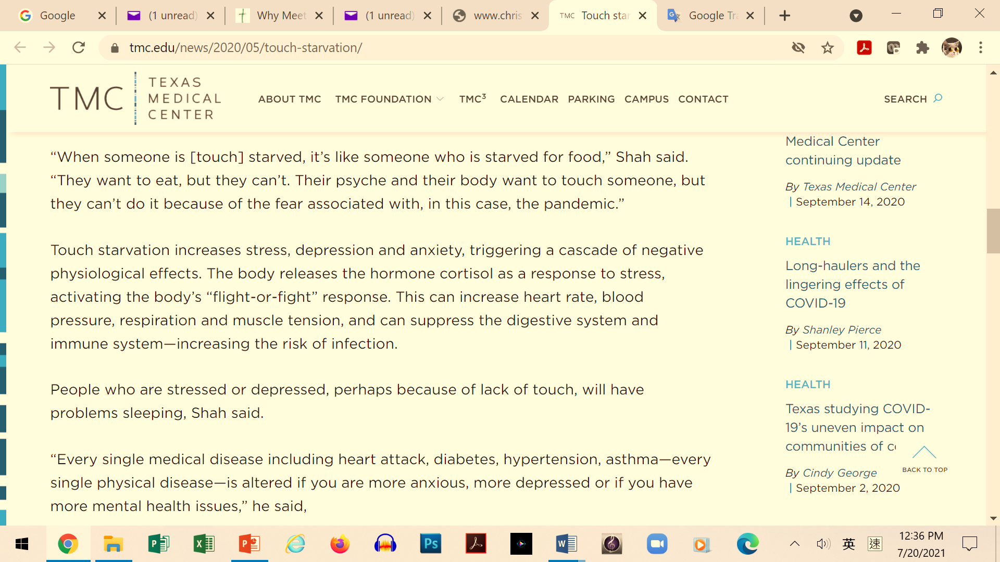 Google
(1 unread)
Why Meet
(1 unread)
www.chris
TMC Touch star
Google Tra
tmc.edu/news/2020/05/touch-starvation/
TMC
TEXAS
MEDICAL
CENTER
ABOUT TMC TMC FOUNDATION TMC³ CALENDAR PARKING CAMPUS CONTACT SEARCH
“When someone is [touch] starved, it’s like someone who is starved for food,” Shah said.
“They want to eat, but they can’t. Their psyche and their body want to touch someone, but
they can’t do it because of the fear associated with, in this case, the pandemic.”
Touch starvation increases stress, depression and anxiety, triggering a cascade of negative
physiological effects. The body releases the hormone cortisol as a response to stress,
activating the body’s “flight-or-fight” response. This can increase heart rate, blood
pressure, respiration and muscle tension, and can suppress the digestive system and
immune system—increasing the risk of infection.
People who are stressed or depressed, perhaps because of lack of touch, will have
problems sleeping, Shah said.
“Every single medical disease including heart attack, diabetes, hypertension, asthma—every
single physical disease—is altered if you are more anxious, more depressed or if you have
more mental health issues,” he said,
Medical Center
continuing update
By Texas Medical Center
| September 14, 2020
HEALTH
Long-haulers and the
lingering effects of
COVID-19
By Shanley Pierce
| September 11, 2020
HEALTH
Texas studying COVID-
19’s uneven impact on
communities of c
By Cindy George
| September 2, 2020
BACK TO TOP
Ps
英
速
12:36 PM
7/20/2021